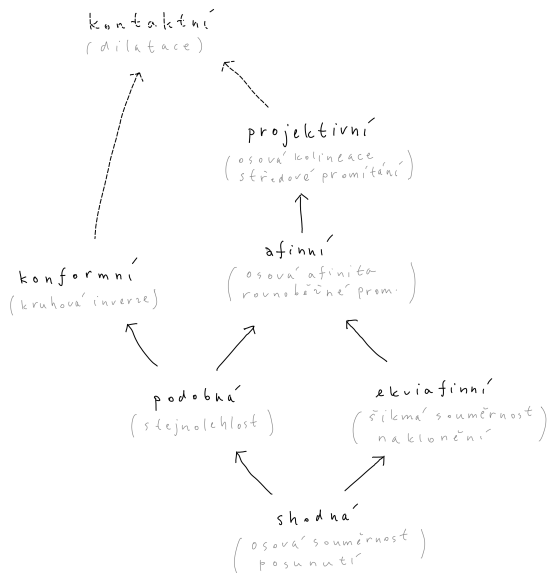 kontaktní
(dilatace)
projektivní
(osová kolineace
středové promítání)
afinní
(osová afinita
rovnoběžné prom.)
konformní
(kruhová inverze)
podobná
(stejnolehlost)
ekviafinní
(šikmá souměrnost
naklonění)
shodná
(osová souměrnost
posunutí)